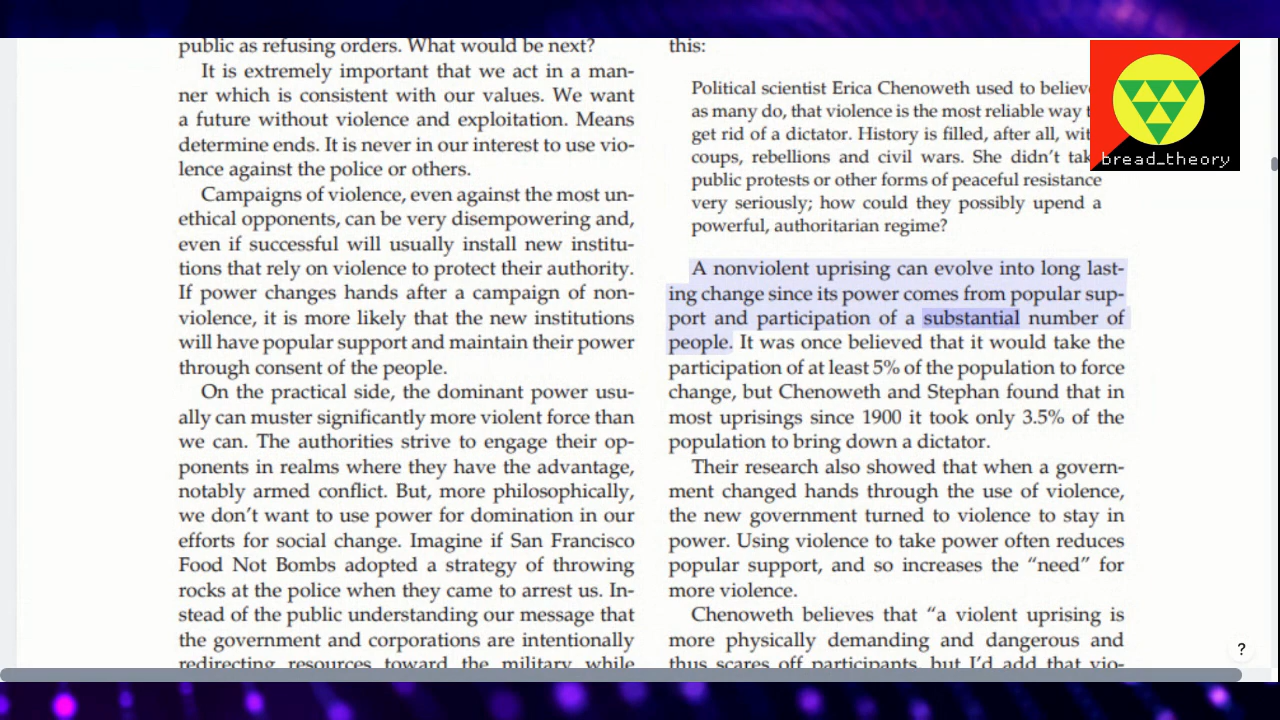 public as refusing orders. What would be next?
It is extremely important that we act in a man-
ner which is consistent with our values. We want
a future without violence and exploitation. Means
determine ends. It is never in our interest to use vio-
lence against the police or others.
Campaigns of violence, even against the most un-
ethical opponents, can be very disempowering and,
even if successful will usually install new institu-
tions that rely on violence to protect their authority.
If power changes hands after a campaign of non-
violence, it is more likely that the new institutions
will have popular support and maintain their power
through consent of the people.
On the practical side, the dominant power usu-
ally can muster significantly more violent force than
we can. The authorities strive to engage their op-
ponents in realms where they have the advantage,
notably armed conflict. But, more philosophically,
we don't want to use power for domination in our
efforts for social change. Imagine if San Francisco
Food Not Bombs adopted a strategy of throwing
rocks at the police when they came to arrest us. In-
stead of the public understanding our message that
the government and corporations are intentionally
redirecting resources toward the military while
this:
Political scientist Erica Chenoweth used to believe
as many do, that violence is the most reliable way
get rid of a dictator. History is filled, after all, with
coups, rebellions and civil wars. She didn't tak
public protests or other forms of peaceful resistance
very seriously; how could they possibly upend a
powerful, authoritarian regime?
A nonviolent uprising can evolve into long last-
ing change since its power comes from popular sup-
port and participation of a substantial number of
people. It was once believed that it would take the
participation of at least 5% of the population to force
change, but Chenoweth and Stephan found that in
most uprisings since 1900 it took only 3.5% of the
population to bring down a dictator.
Their research also showed that when a govern-
ment changed hands through the use of violence,
the new government turned to violence to stay in
power. Using violence to take power often reduces
popular support, and so increases the "need" for
more violence.
Chenoweth believes that "a violent uprising is
more physically demanding and dangerous and
thus scares off participants, but I'd add that vio-
bread_theory
?